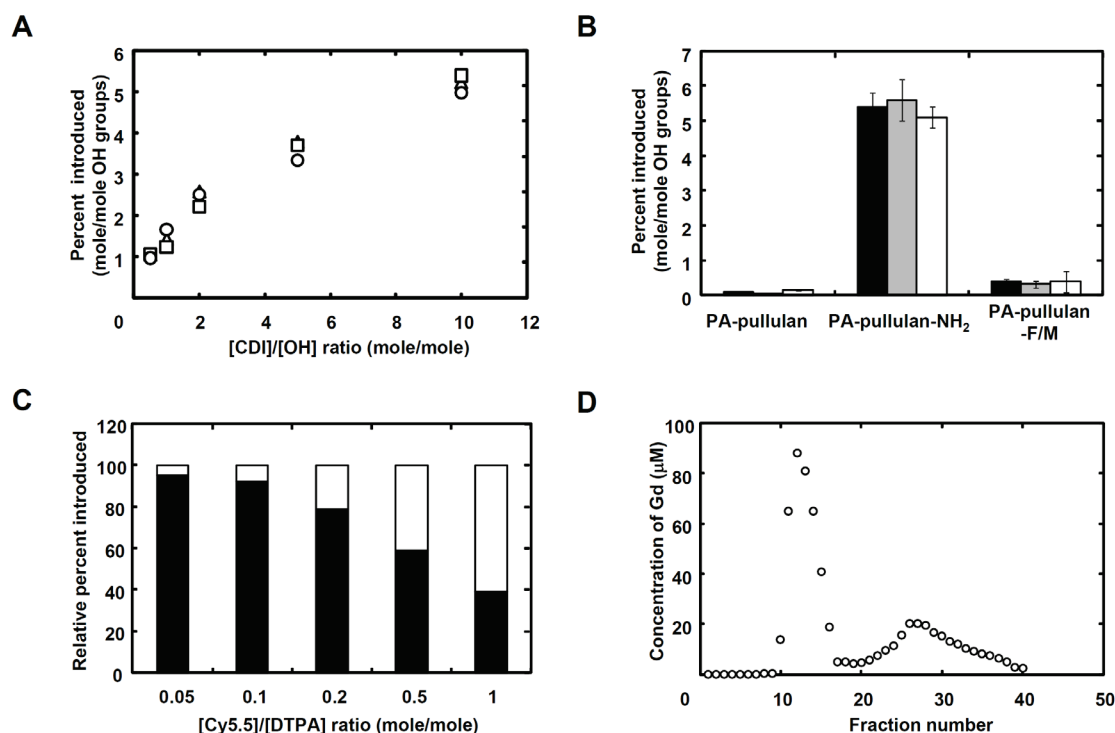 A
Percent introduced
(mole/mole OH groups)
6
5
4
3
2
1
0 2 4 6 8 10 12
[CDI]/[OH] ratio (mole/mole)
B
Percent introduced
(mole/mole OH groups)
7
6
5
4
3
2
1
0
PA-pullulan PA-pullulan-NH₂ PA-pullulan
-F/M
C
Relative percent introduced
120
100
80
60
40
20
0
0.05 0.1 0.2 0.5 1
[Cy5.5]/[DTPA] ratio (mole/mole)
D
Concentration of Gd (μM)
100
80
60
40
20
0 10 20 30 40 50
Fraction number